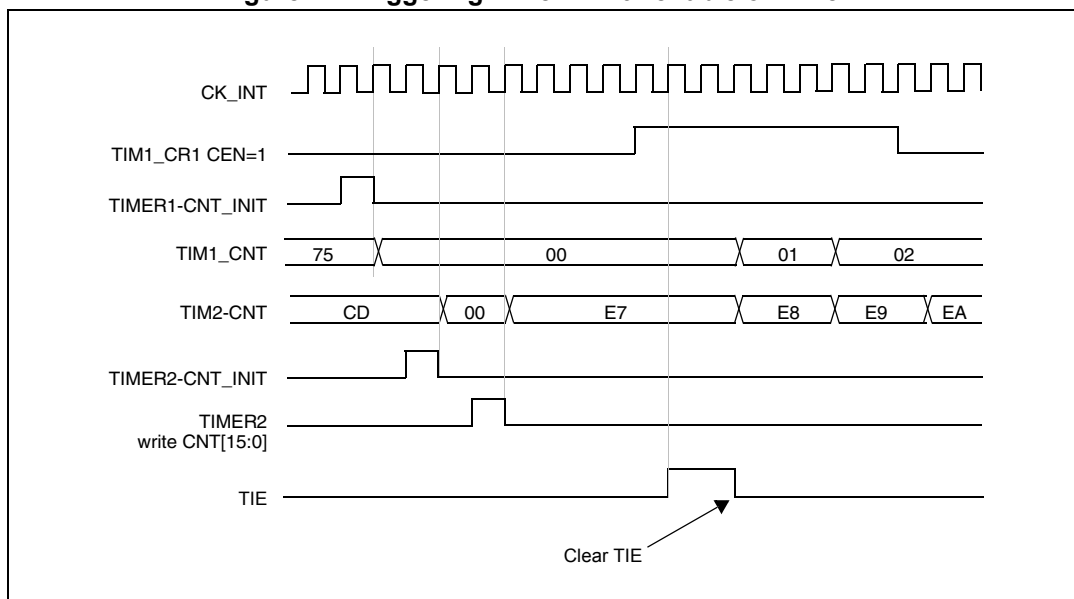 CK_INT
TIM1_CR1 CEN=1
TIMER1-CNT_INIT
TIM1_CNT 75 00 01 02
TIM2-CNT CD 00 E7 E8 E9 EA
TIMER2-CNT_INIT
TIMER2
write CNT[15:0]
TIE
Clear TIE